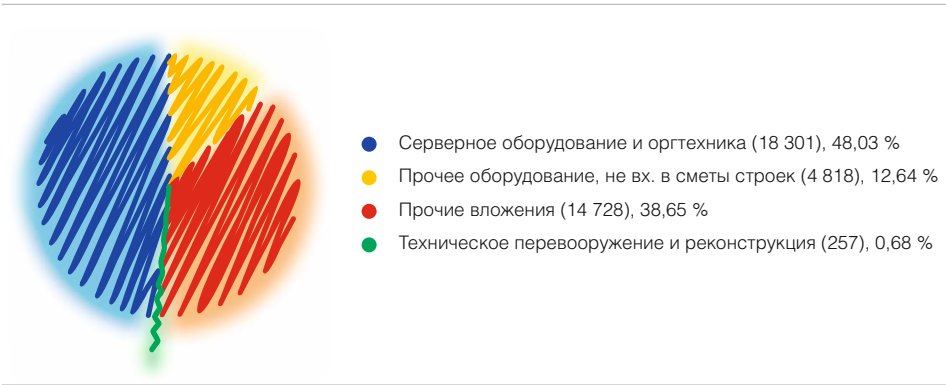 Серверное оборудование и оргтехника (18 301), 48,03 %
Прочее оборудование, не вх. в сметы строек (4 818), 12,64 %
Прочие вложения (14 728), 38,65 %
Техническое перевооружение и реконструкция (257), 0,68 %